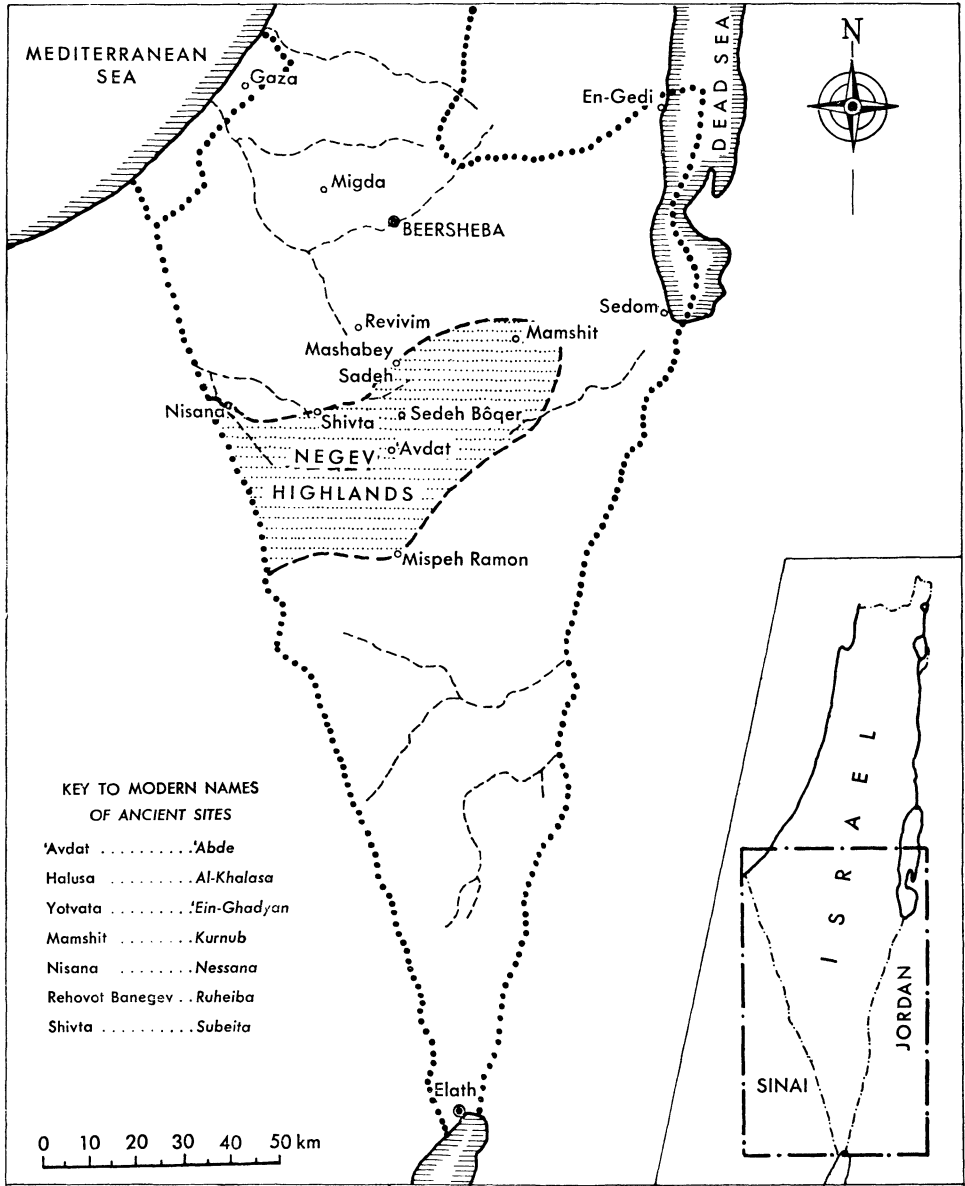 MEDITERRANEAN
SEA
Gaza
En-Gedi
DEAD SEA
N
Migda
BEERSHEBA
Sedom
Revivim
Mamshit
Mashabey
Sadeh
Nisana
Shivta
Sedeh Bôqer
NEGEV
'Avdat
HIGHLANDS
Mispeh Ramon
KEY TO MODERN NAMES
OF ANCIENT SITES
'Avdat .......... 'Abde
Halusa ......... Al-Khalasa
Yotvata ......... 'Ein-Ghadyan
Mamshit ........ Kurnub
Nisana ........ Nessana
Rehovot Banegev .. Ruheiba
Shivta .......... Subeita
Elath
0 10 20 30 40 50 km
ISRAEL
JORDAN
SINAI